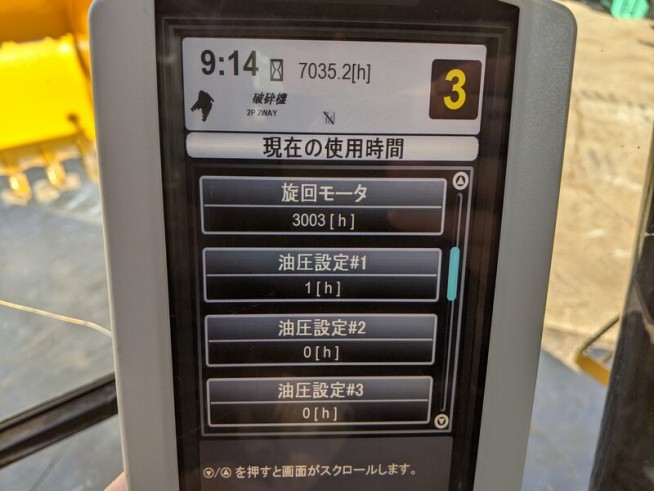 9:14 7035.2[h] 3
破砕機
2P 2WAY
現在の使用時間
旋回モータ
3003[h]
油圧設定#1
1[h]
油圧設定#2
0[h]
油圧設定#3
0[h]
を押すと画面がスクロールします。